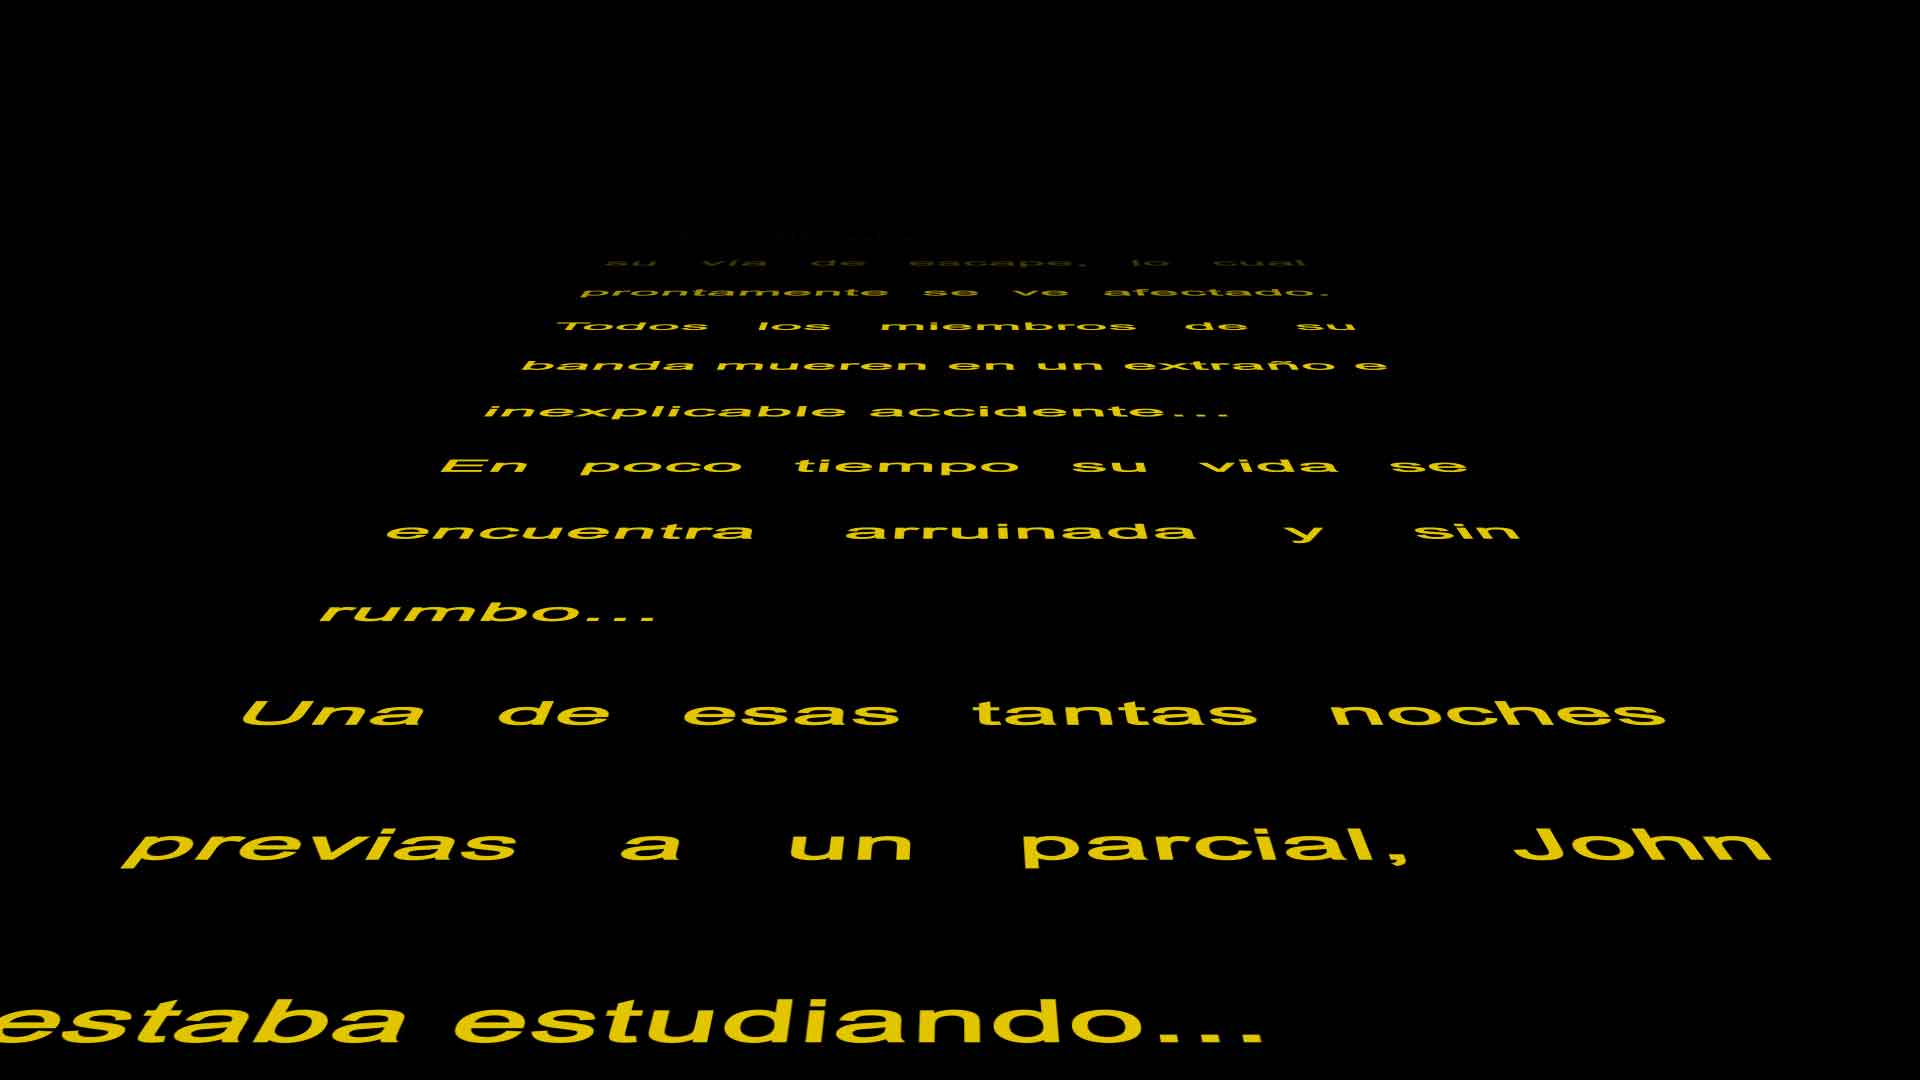 su vía de escape, lo cual
prontamente se ve afectado.
Todos los miembros de su
banda mueren en un extraño e
inexplicable accidente...
En poco tiempo su vida se
encuentra arruinada y sin
rumbo...
Una de esas tantas noches
previas a un parcial, John
estaba estudiando...